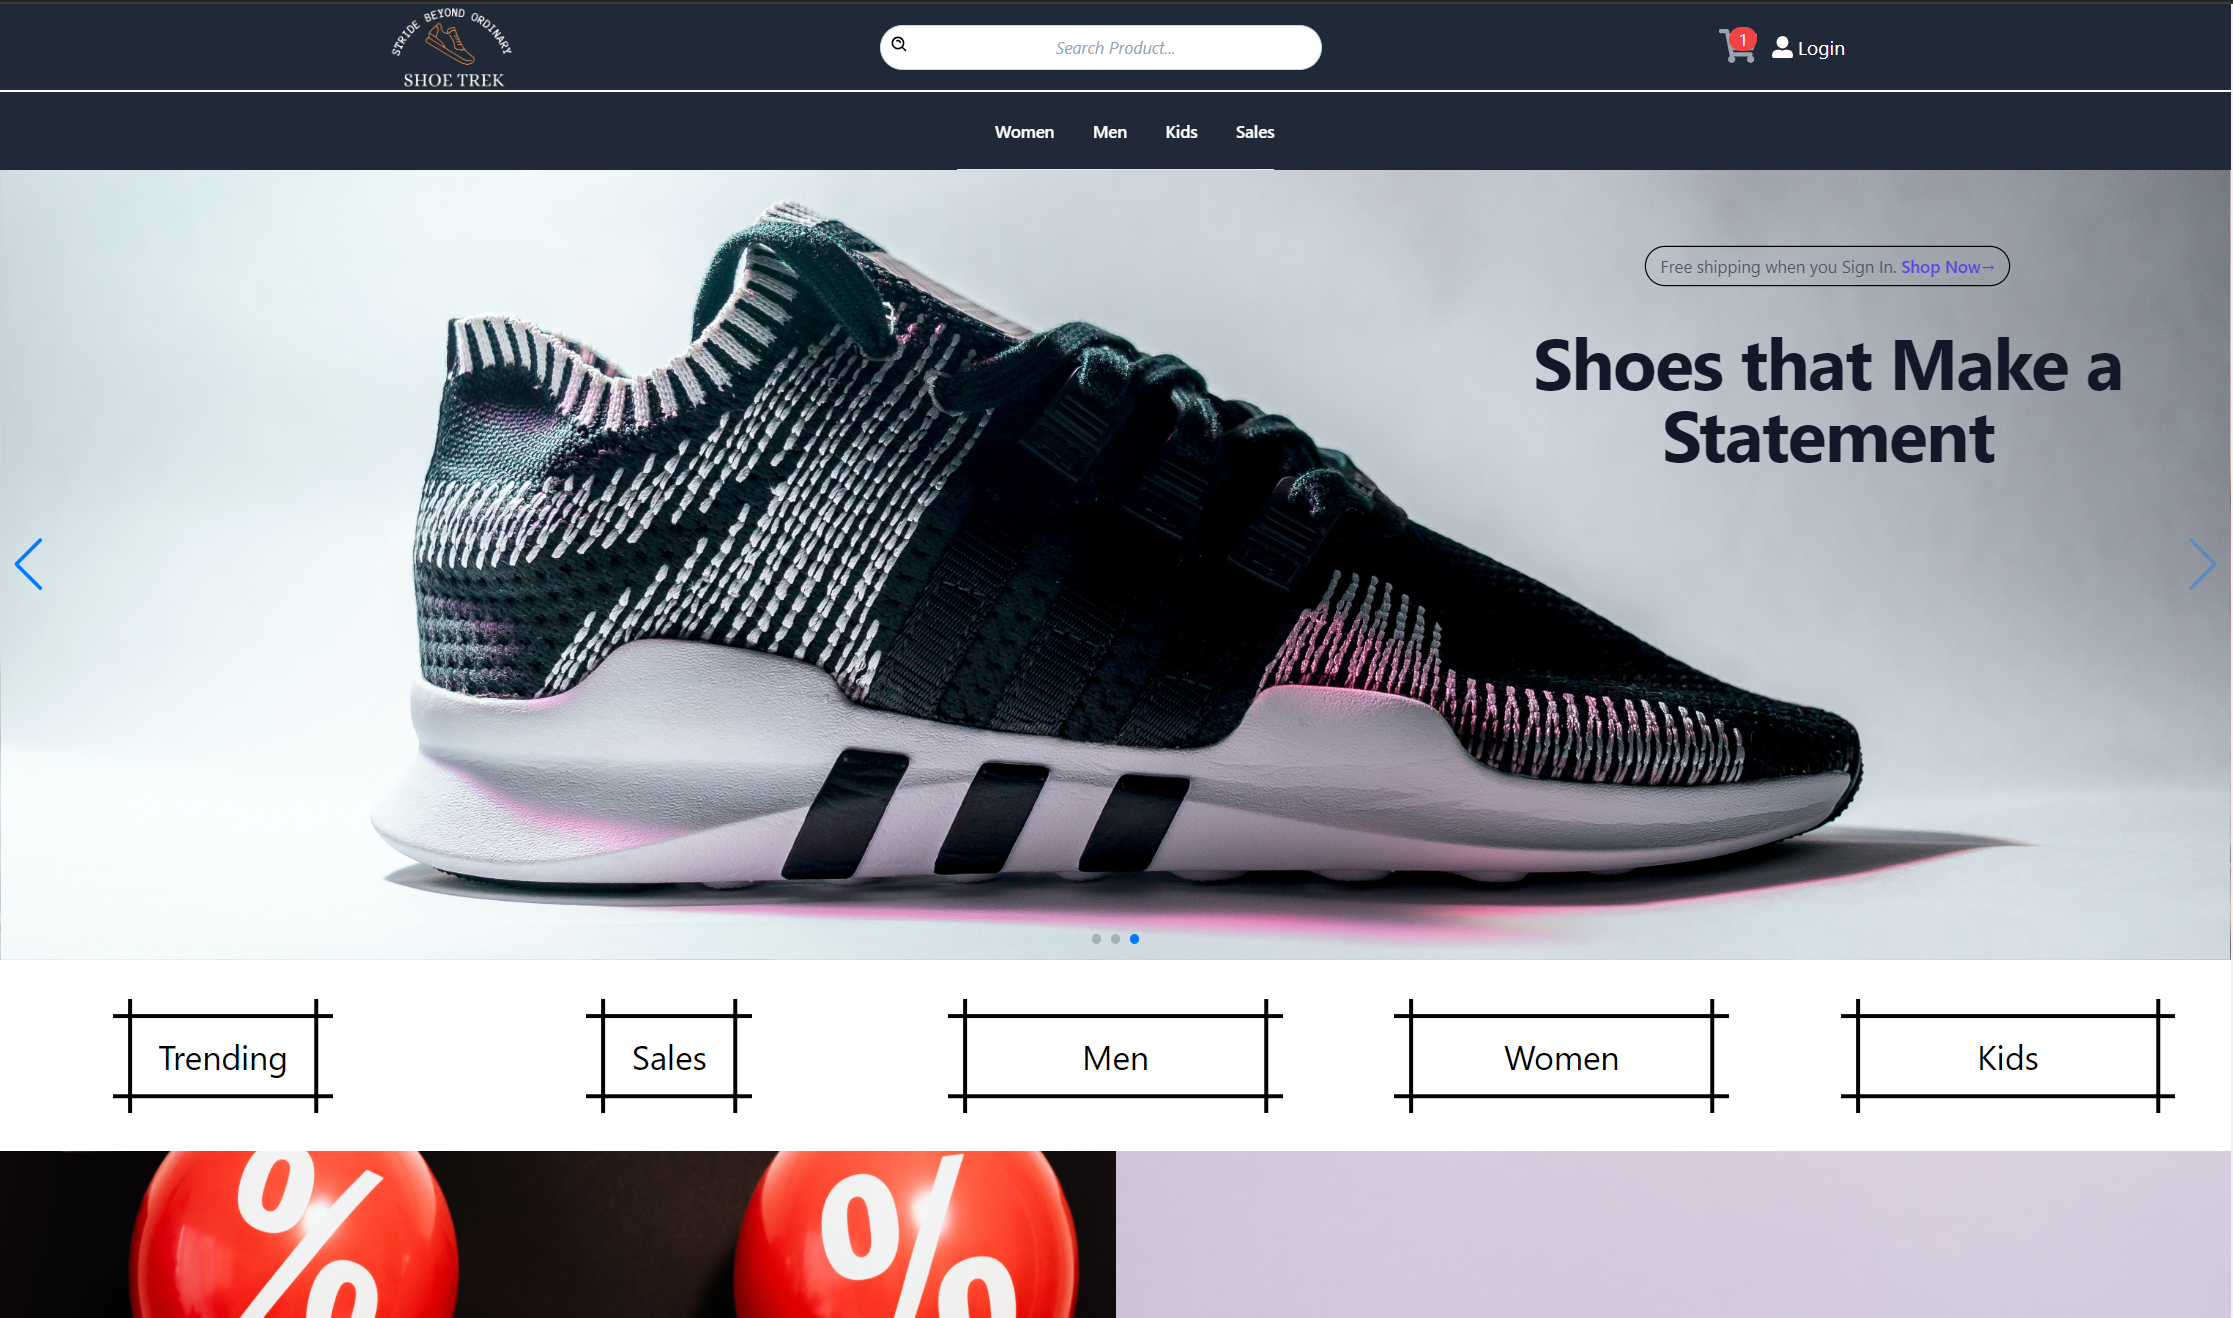 STRIDE BEYOND ORDINARY
SHOE TREK
Search Product...
1
Login
Women
Men
Kids
Sales
Free shipping when you Sign In. Shop Now→
Shoes that Make a
Statement
Trending
Sales
Men
Women
Kids
%
%